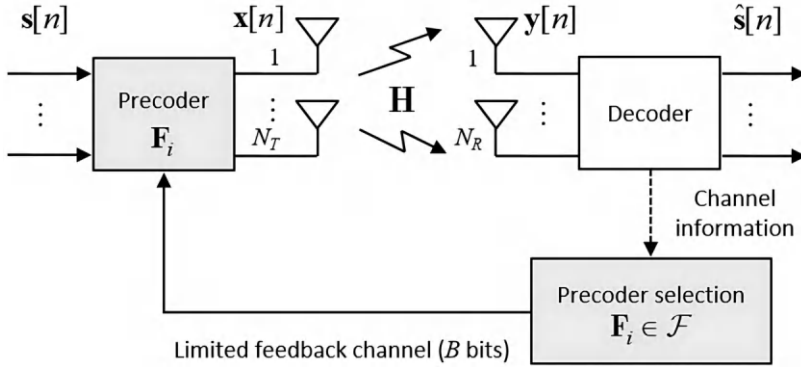 s[n] x[n] y[n] ŝ[n]
1 1
Precoder
F_i
⋮ ⋮ H ⋮ Decoder ⋮
N_T N_R
Channel
information
Precoder selection
F_i ∈ ℱ
Limited feedback channel (B bits)